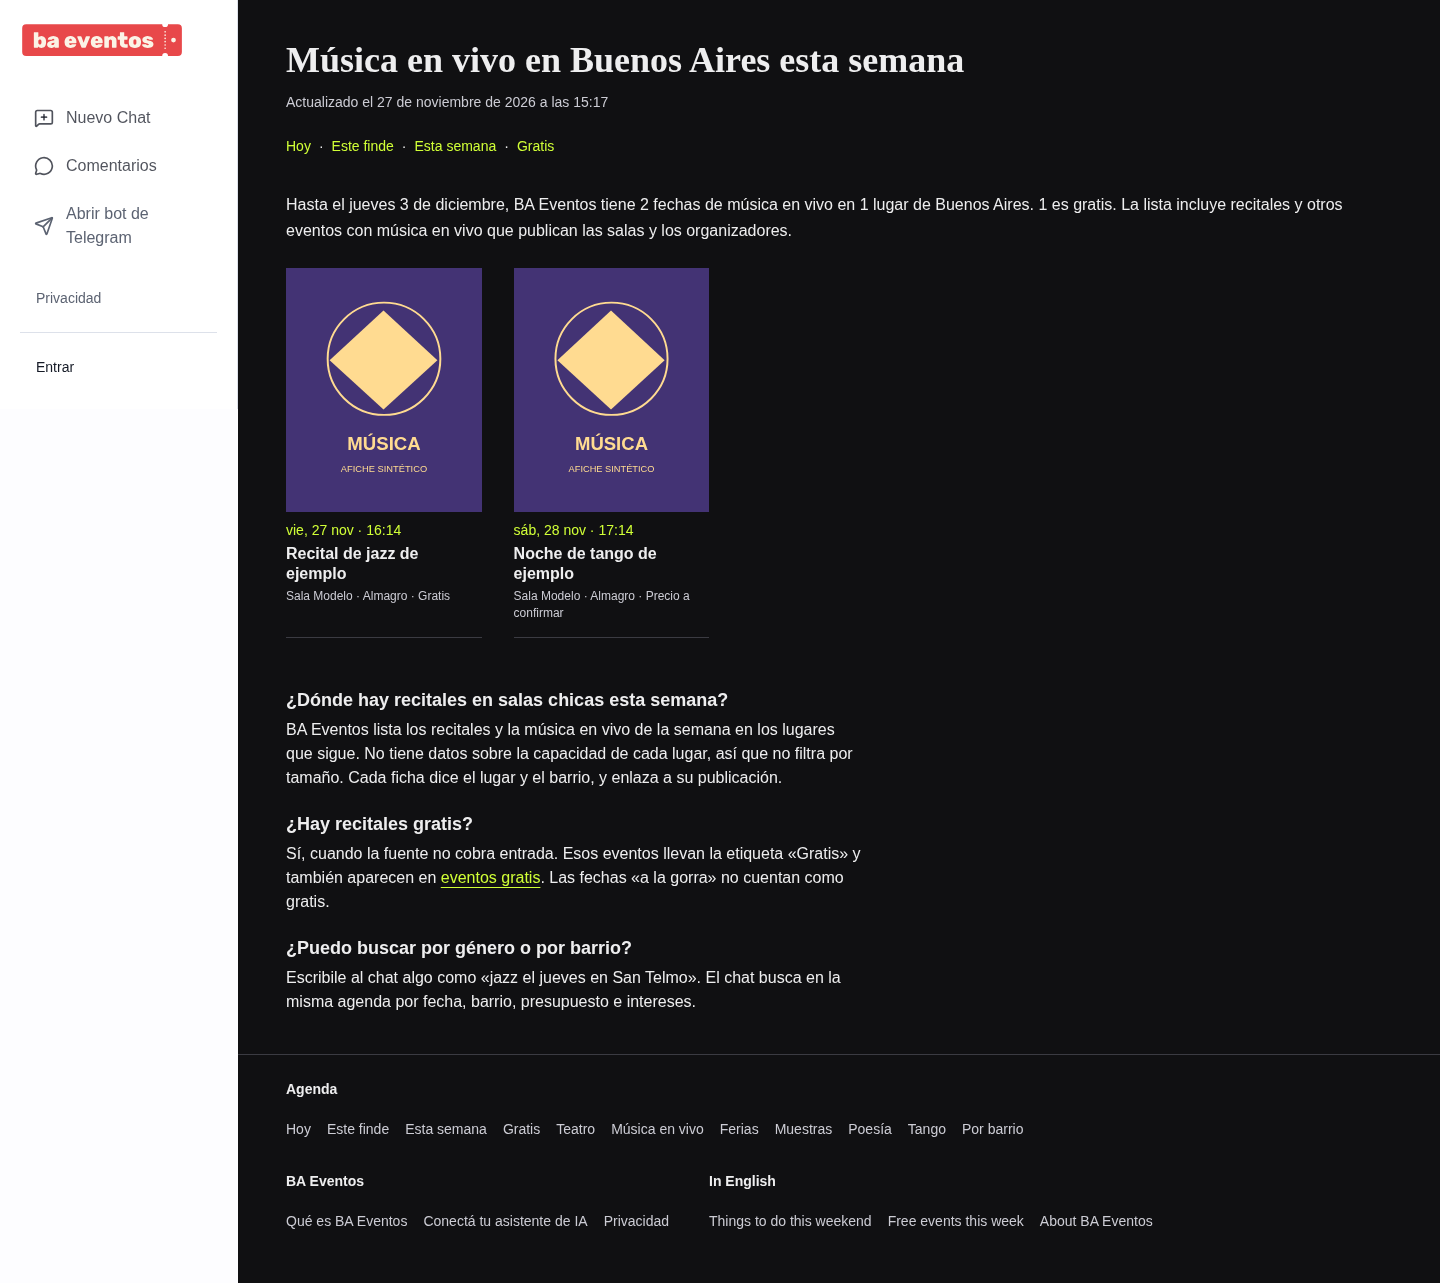 ba eventos
Nuevo Chat
Comentarios
Abrir bot de
Telegram
Privacidad
Entrar
Música en vivo en Buenos Aires esta semana
Actualizado el 27 de noviembre de 2026 a las 15:17
Hoy · Este finde · Esta semana · Gratis
Hasta el jueves 3 de diciembre, BA Eventos tiene 2 fechas de música en vivo en 1 lugar de Buenos Aires. 1 es gratis. La lista incluye recitales y otros
eventos con música en vivo que publican las salas y los organizadores.
MÚSICA
AFICHE SINTÉTICO
vie, 27 nov · 16:14
Recital de jazz de
ejemplo
Sala Modelo · Almagro · Gratis
MÚSICA
AFICHE SINTÉTICO
sáb, 28 nov · 17:14
Noche de tango de
ejemplo
Sala Modelo · Almagro · Precio a
confirmar
¿Dónde hay recitales en salas chicas esta semana?
BA Eventos lista los recitales y la música en vivo de la semana en los lugares
que sigue. No tiene datos sobre la capacidad de cada lugar, así que no filtra por
tamaño. Cada ficha dice el lugar y el barrio, y enlaza a su publicación.
¿Hay recitales gratis?
Sí, cuando la fuente no cobra entrada. Esos eventos llevan la etiqueta «Gratis» y
también aparecen en eventos gratis. Las fechas «a la gorra» no cuentan como
gratis.
¿Puedo buscar por género o por barrio?
Escribile al chat algo como «jazz el jueves en San Telmo». El chat busca en la
misma agenda por fecha, barrio, presupuesto e intereses.
Agenda
Hoy Este finde Esta semana Gratis Teatro Música en vivo Ferias Muestras Poesía Tango Por barrio
BA Eventos
Qué es BA Eventos Conectá tu asistente de IA Privacidad
In English
Things to do this weekend Free events this week About BA Eventos